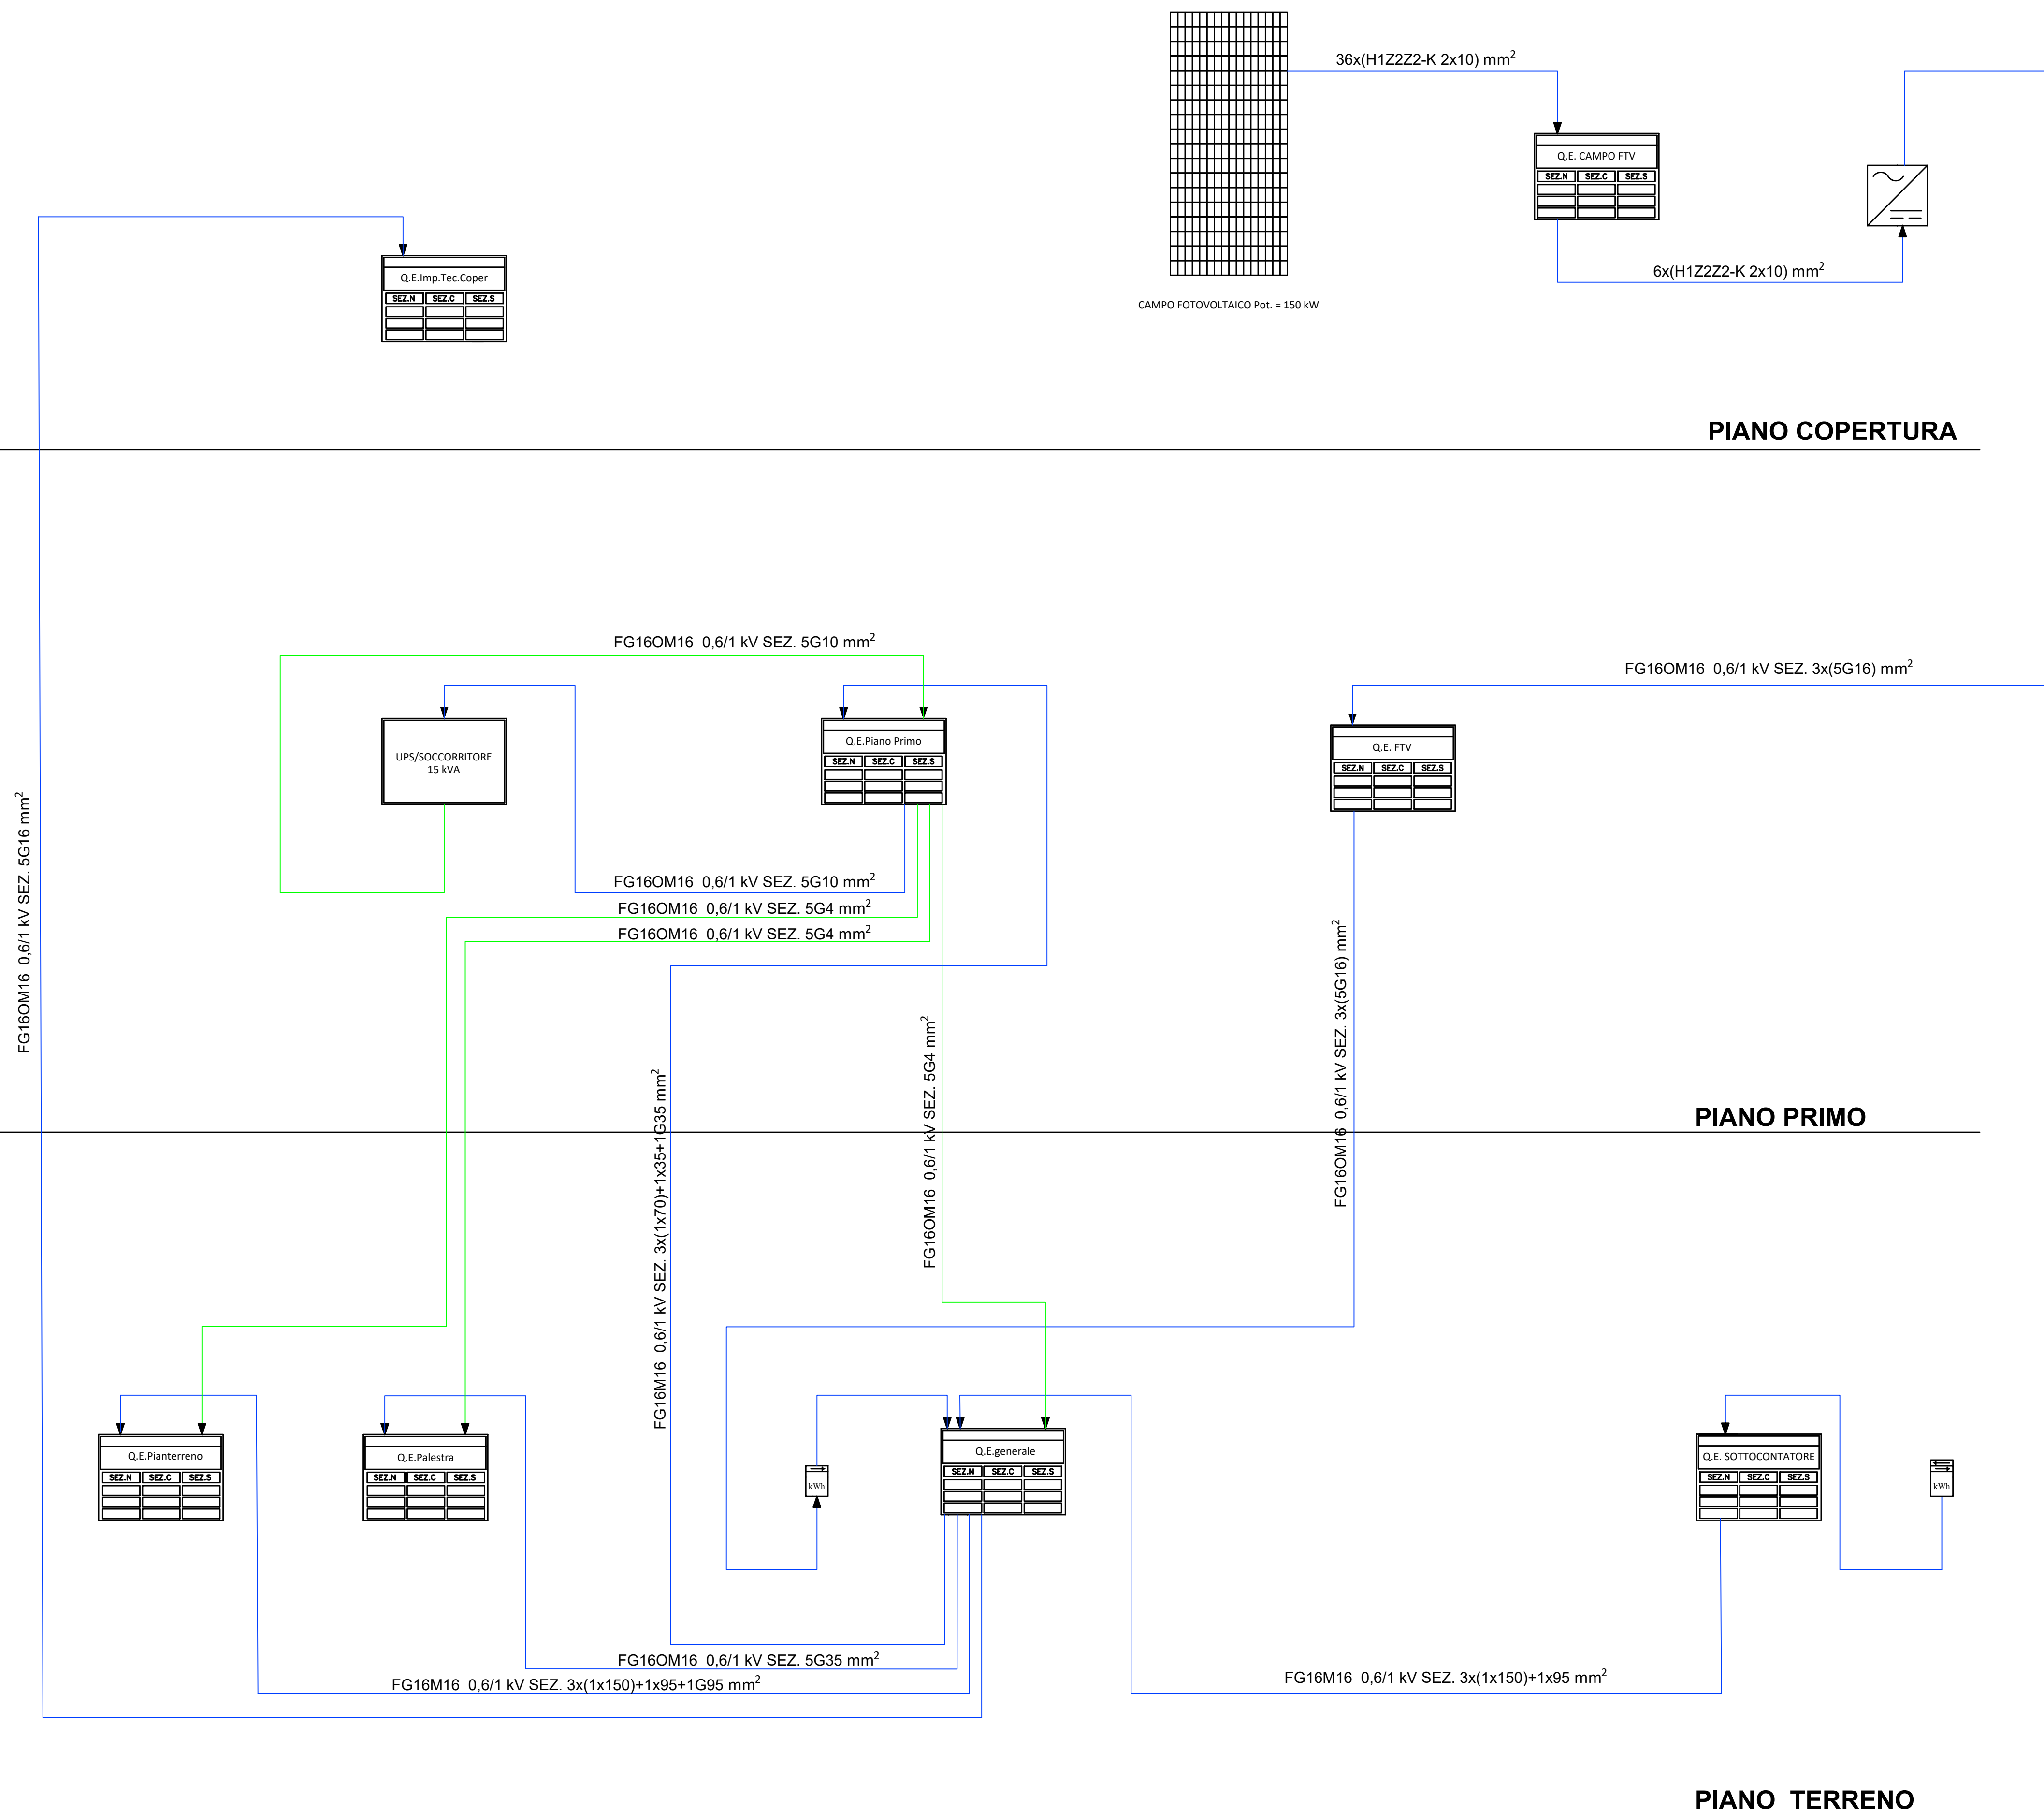 36x(H1Z2Z2-K 2x10) mm²
Q.E. CAMPO FTV
SEZ.N SEZ.C SEZ.S
6x(H1Z2Z2-K 2x10) mm²
CAMPO FOTOVOLTAICO Pot. = 150 kW
Q.E.Imp.Tec.Coper
SEZ.N SEZ.C SEZ.S
PIANO COPERTURA
FG16OM16 0,6/1 kV SEZ. 5G16 mm²
FG16OM16 0,6/1 kV SEZ. 5G10 mm²
FG16OM16 0,6/1 kV SEZ. 3x(5G16) mm²
UPS/SOCCORRITORE
15 kVA
Q.E.Piano Primo
SEZ.N SEZ.C SEZ.S
Q.E. FTV
SEZ.N SEZ.C SEZ.S
FG16OM16 0,6/1 kV SEZ. 5G10 mm²
FG16OM16 0,6/1 kV SEZ. 5G4 mm²
FG16OM16 0,6/1 kV SEZ. 5G4 mm²
FG16M16 0,6/1 kV SEZ. 3x(1x70)+1x35+1G35 mm²
FG16OM16 0,6/1 kV SEZ. 5G4 mm²
FG16OM16 0,6/1 kV SEZ. 3x(5G16) mm²
PIANO PRIMO
Q.E.Pianterreno
SEZ.N SEZ.C SEZ.S
Q.E.Palestra
SEZ.N SEZ.C SEZ.S
kWh
Q.E.generale
SEZ.N SEZ.C SEZ.S
Q.E. SOTTOCONTATORE
SEZ.N SEZ.C SEZ.S
kWh
FG16OM16 0,6/1 kV SEZ. 5G35 mm²
FG16M16 0,6/1 kV SEZ. 3x(1x150)+1x95+1G95 mm²
FG16M16 0,6/1 kV SEZ. 3x(1x150)+1x95 mm²
PIANO TERRENO